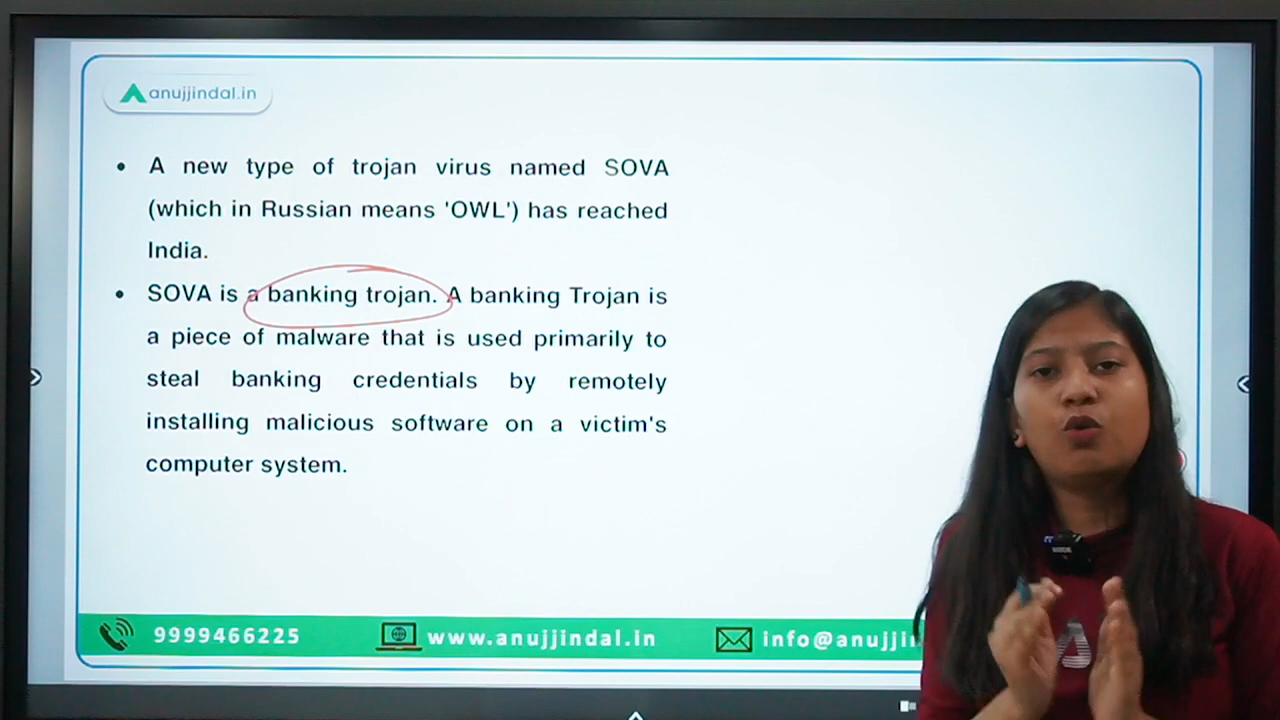 anujjindal.in
• A new type of trojan virus named SOVA
(which in Russian means 'OWL') has reached
India.
• SOVA is a banking trojan. A banking Trojan is
a piece of malware that is used primarily to
steal banking credentials by remotely
installing malicious software on a victim's
computer system.
9999466225 www.anujjindal.in info@anujjin